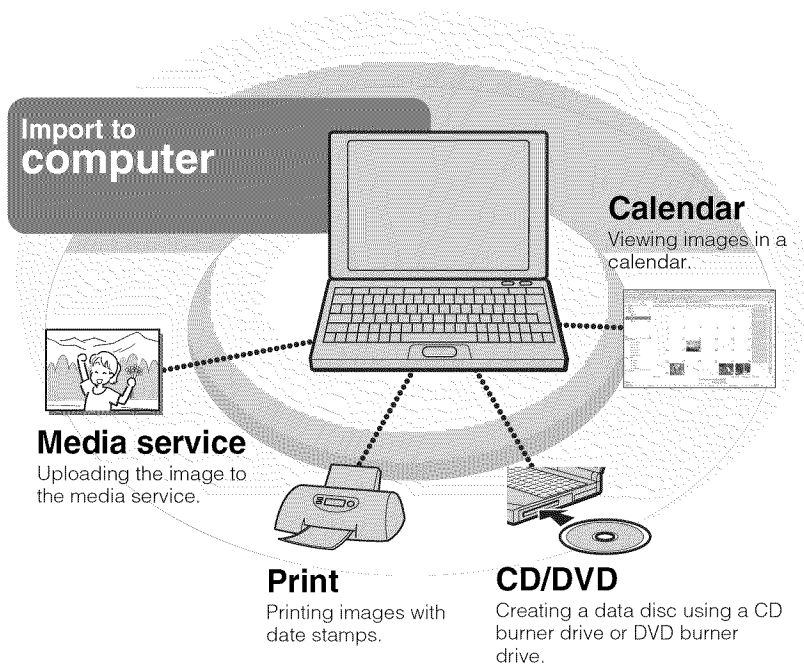 Import to
computer
Calendar
Viewing images in a
calendar.
Media service
Uploading the image to
the media service.
Print
Printing images with
date stamps.
CD/DVD
Creating a data disc using a CD
burner drive or DVD burner
drive.